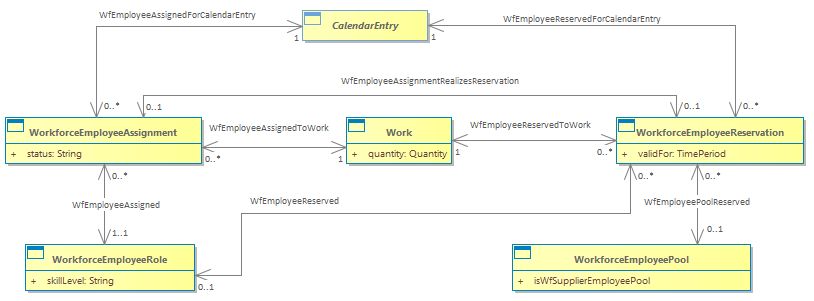 WfEmployeeAssignedForCalendarEntry
CalendarEntry
WfEmployeeReservedForCalendarEntry
1
1
WfEmployeeAssignmentRealizesReservation
0..*
0..1
0..1
0..*
WorkforceEmployeeAssignment
+ status: String
WfEmployeeAssignedToWork
0..*
1
Work
+ quantity: Quantity
WfEmployeeReservedToWork
1
0..*
WorkforceEmployeeReservation
+ validFor: TimePeriod
0..*
0..*
0..*
WfEmployeeAssigned
WfEmployeeReserved
WfEmployeePoolReserved
1..1
0..1
WorkforceEmployeeRole
+ skillLevel: String
0..1
WorkforceEmployeePool
+ isWfSupplierEmployeePool